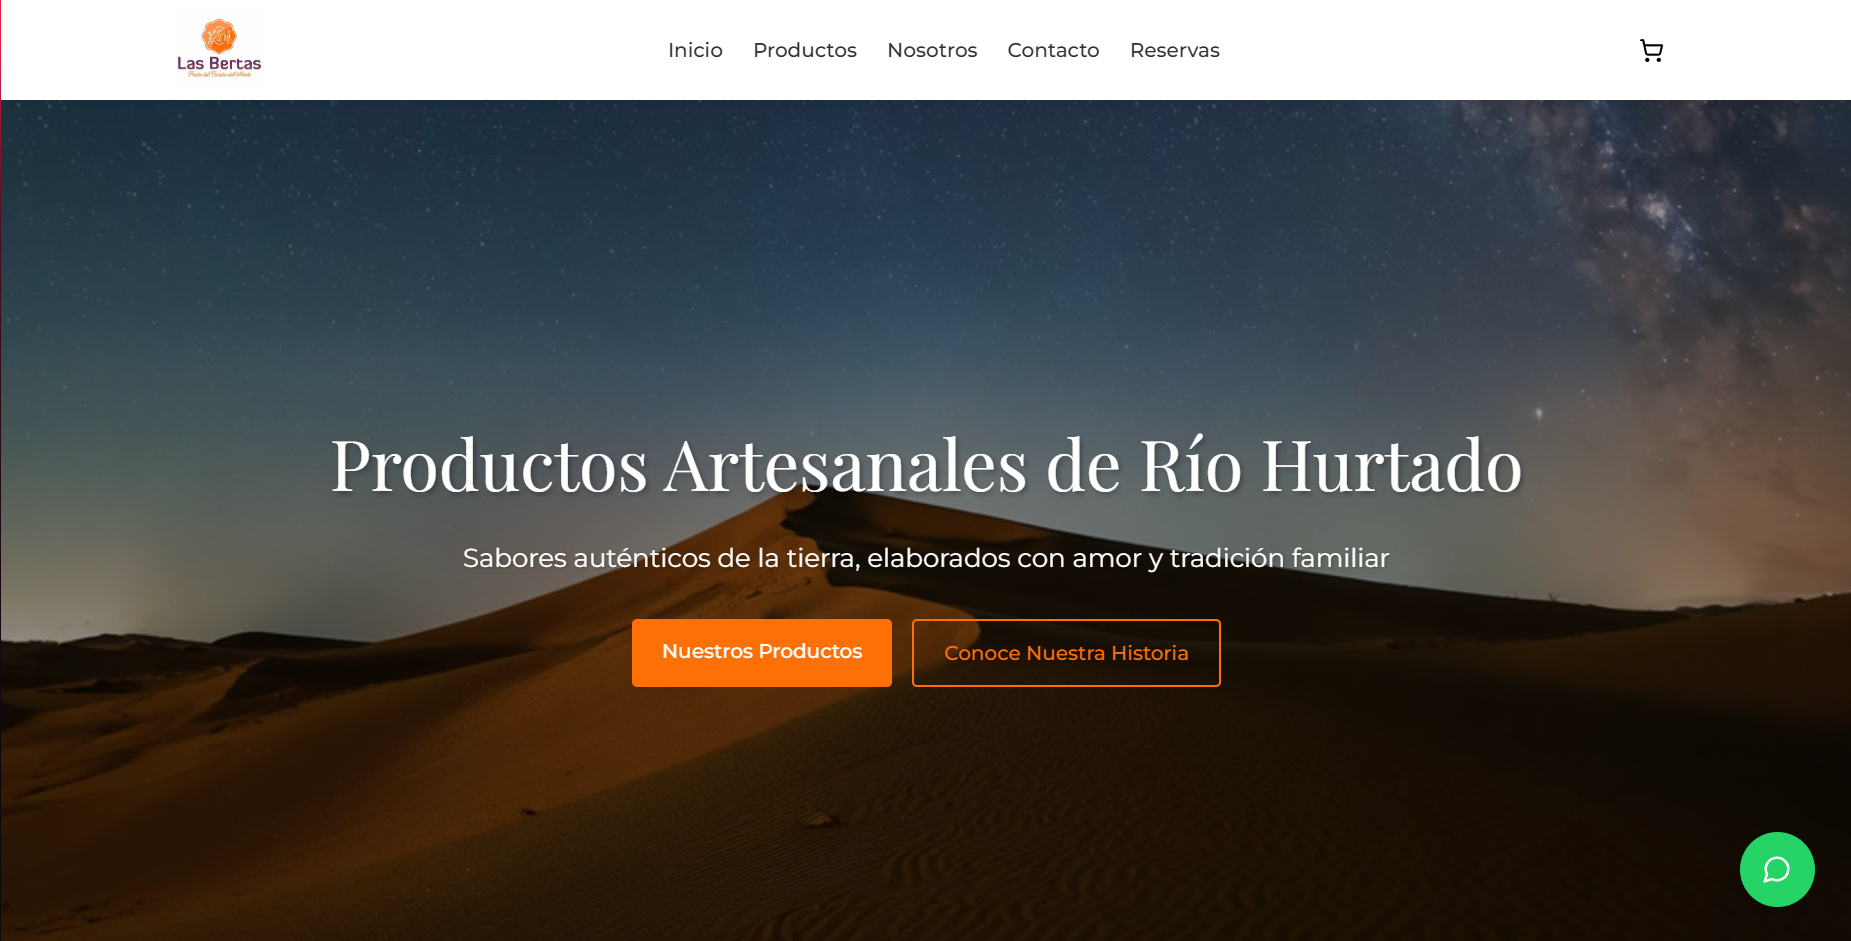 Las Bertas
Inicio
Productos
Nosotros
Contacto
Reservas
Productos Artesanales de Río Hurtado
Sabores auténticos de la tierra, elaborados con amor y tradición familiar
Nuestros Productos
Conoce Nuestra Historia